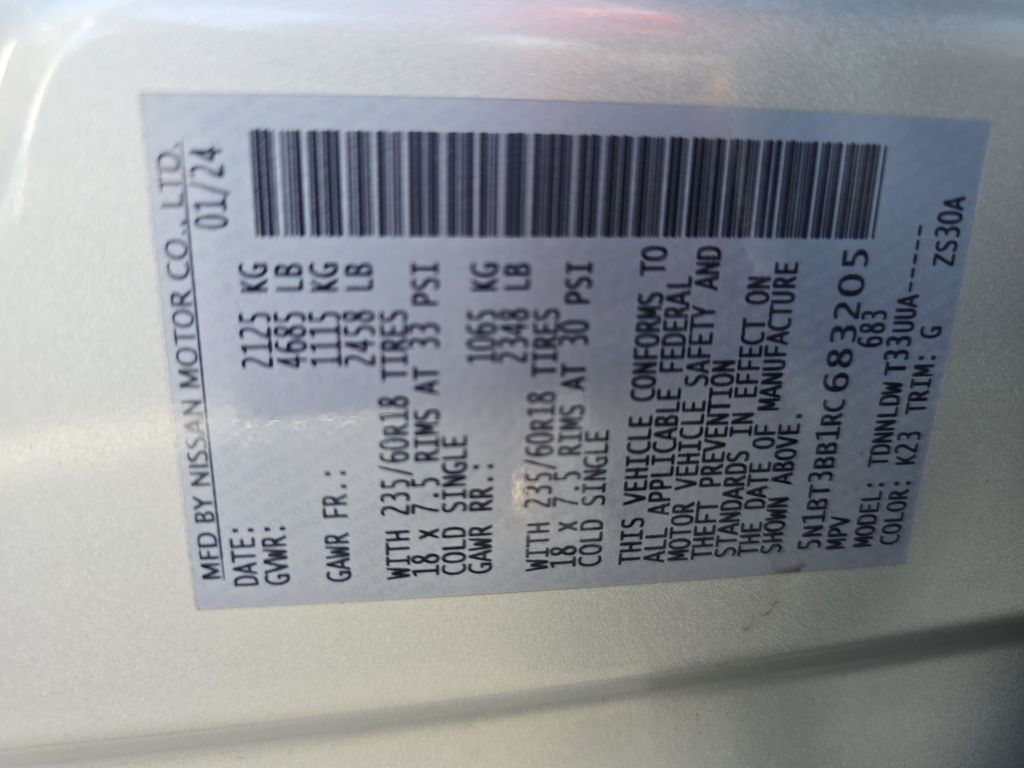 MFD BY NISSAN MOTOR CO., LTD.
DATE: 01/24
GVWR: 2125 KG
4685 LB
GAWR FR.: 1115 KG
2458 LB
WITH 235/60R18 TIRES
18 X 7.5 RIMS AT 33 PSI
COLD SINGLE
GAWR RR.: 1065 KG
2348 LB
WITH 235/60R18 TIRES
18 X 7.5 RIMS AT 30 PSI
COLD SINGLE
THIS VEHICLE CONFORMS TO
ALL APPLICABLE FEDERAL
MOTOR VEHICLE SAFETY AND
THEFT PREVENTION
STANDARDS IN EFFECT ON
THE DATE OF MANUFACTURE
SHOWN ABOVE.
5N1BT3BB1RC683205
MPV 683
MODEL: TDNNLDW T33UUA------
COLOR: K23 TRIM: G ZS30A